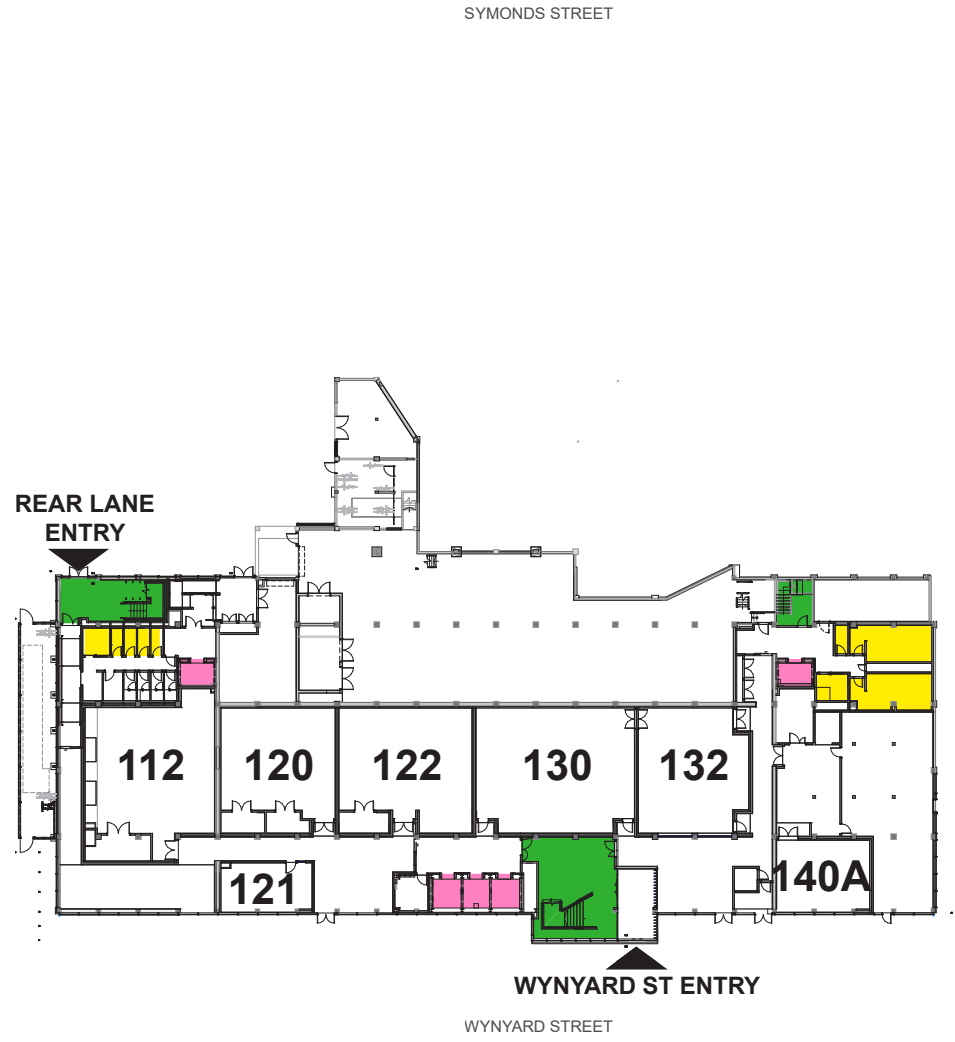 SYMONDS STREET
REAR LANE
ENTRY
112
120
122
130
132
121
140A
WYNYARD ST ENTRY
WYNYARD STREET